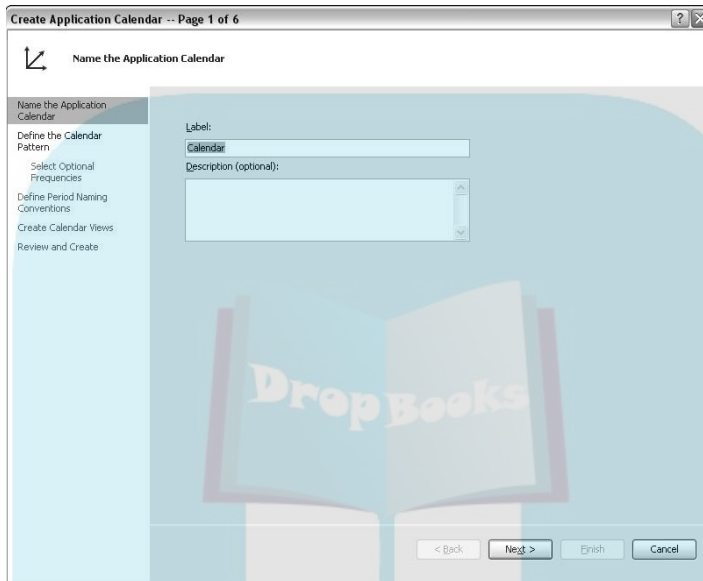 Create Application Calendar -- Page 1 of 6
?
Name the Application Calendar
Name the Application
Calendar
Define the Calendar
Pattern
Select Optional
Frequencies
Define Period Naming
Conventions
Create Calendar Views
Review and Create
Label:
Calendar
Description (optional):
Drop Books
< Back
Next >
Finish
Cancel